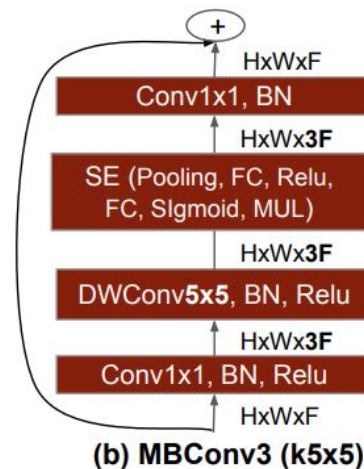 +
HxWxF
Conv1x1, BN
HxWx3F
SE (Pooling, FC, Relu,
FC, SIgmoid, MUL)
HxWx3F
DWConv5x5, BN, Relu
HxWx3F
Conv1x1, BN, Relu
HxWxF
(b) MBConv3 (k5x5)